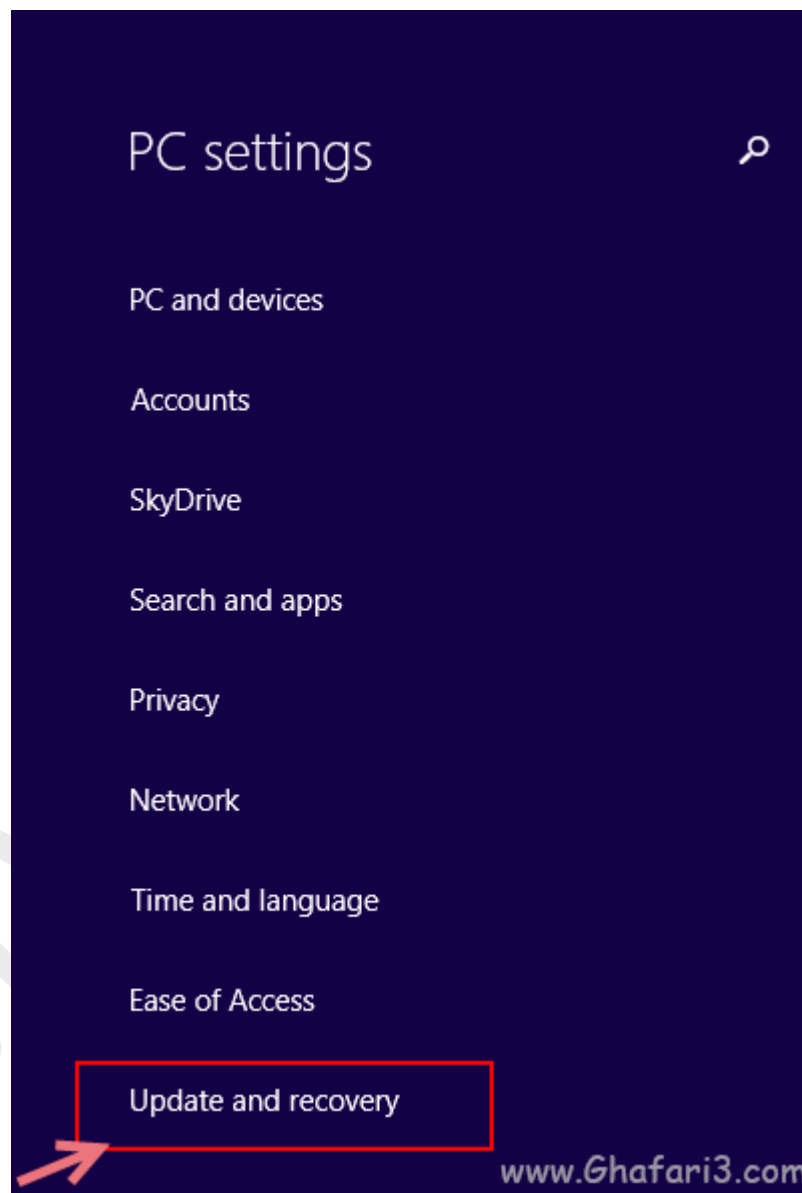 PC settings
PC and devices
Accounts
SkyDrive
Search and apps
Privacy
Network
Time and language
Ease of Access
Update and recovery
www.Ghafari3.com